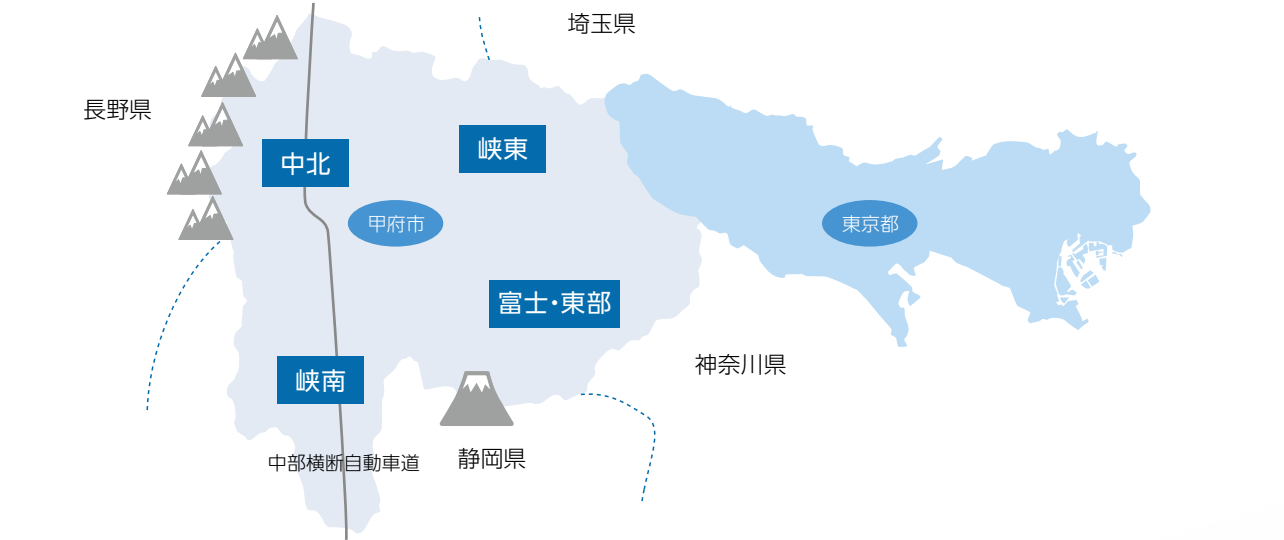 埼玉県
長野県
中北
峡東
甲府市
東京都
富士・東部
神奈川県
峡南
中部横断自動車道
静岡県